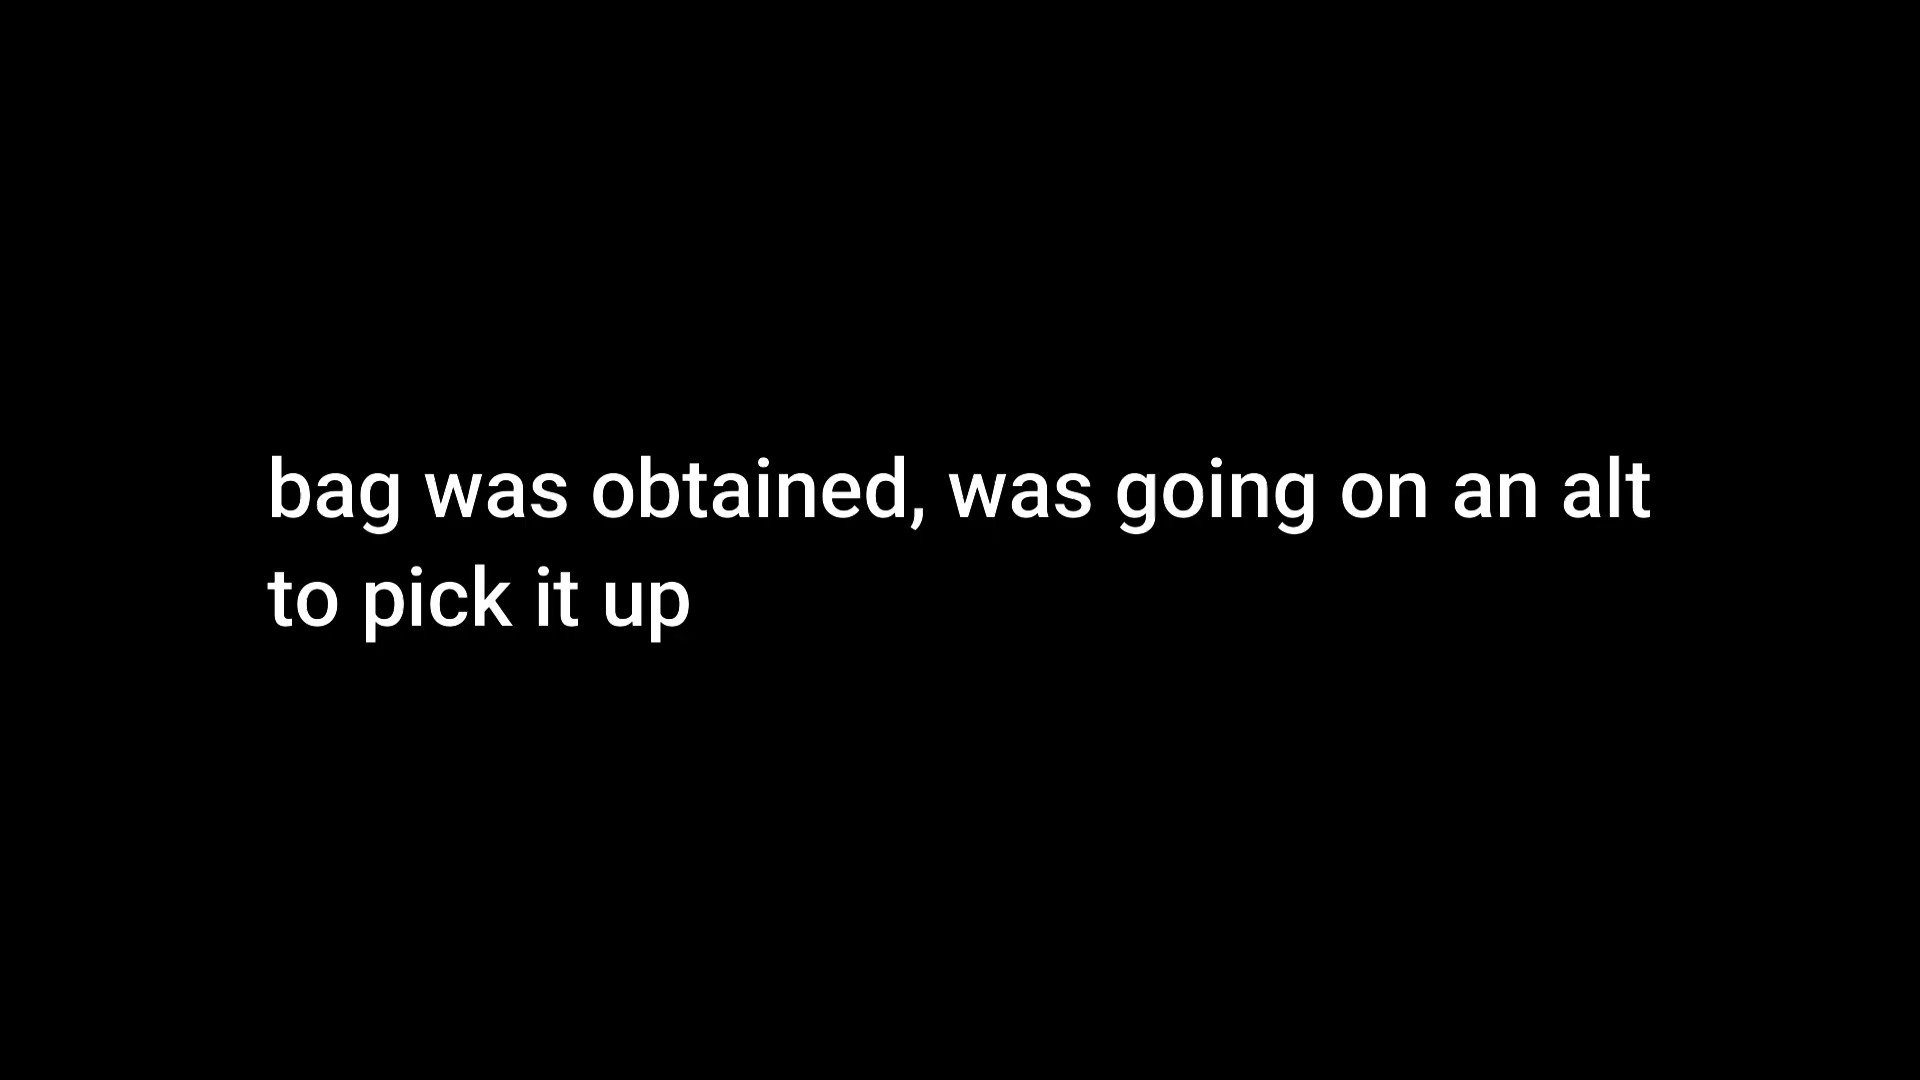 bag was obtained, was going on an alt
to pick it up